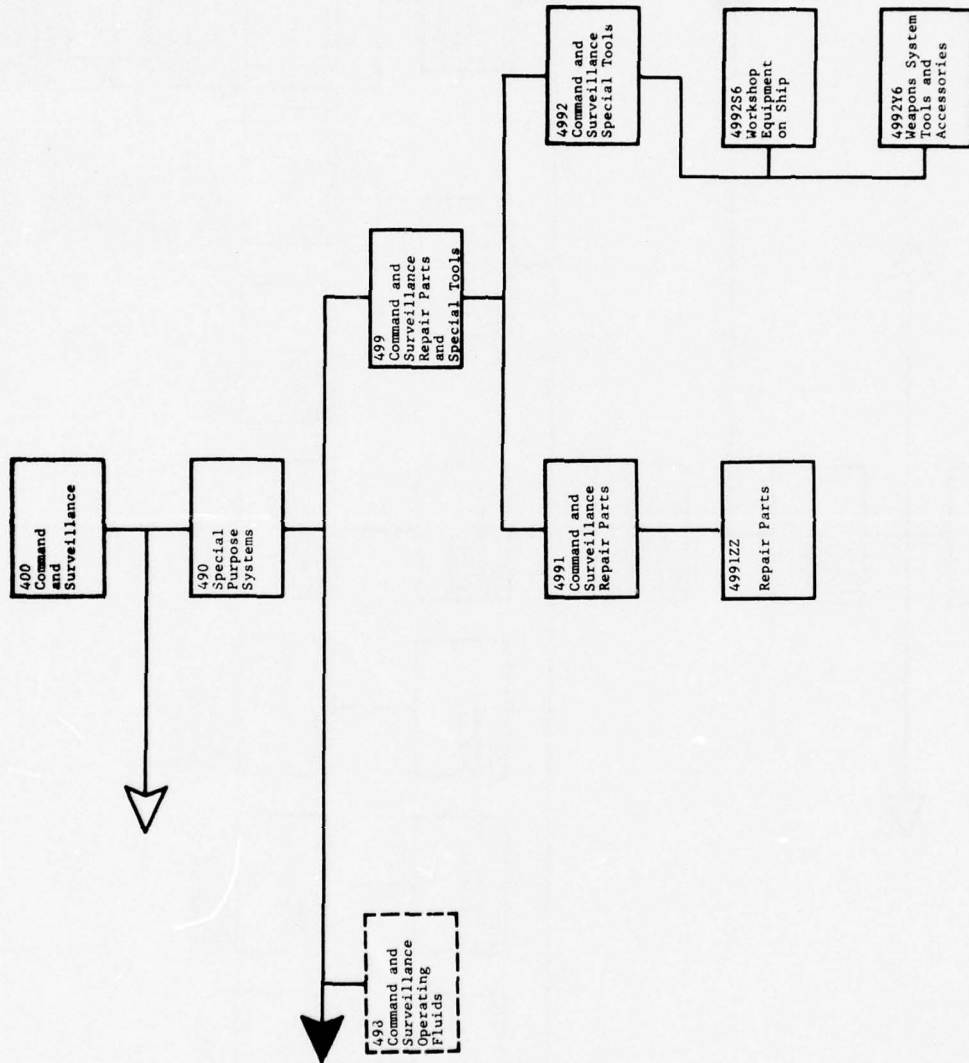 400
Command
and
Surveillance
490
Special
Purpose
Systems
498
Command and
Surveillance
Operating
Fluids
499
Command and
Surveillance
Repair Parts
and
Special Tools
4991
Command and
Surveillance
Repair Parts
4991ZZ
Repair Parts
4992
Command and
Surveillance
Special Tools
4992S6
Workshop
Equipment
on Ship
4992Y6
Weapons System
Tools and
Accessories